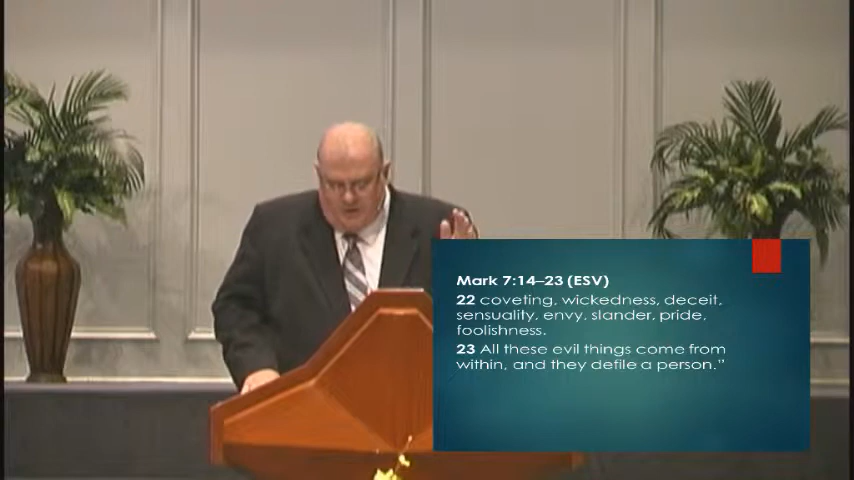 Mark 7:14–23 (ESV)
22 coveting, wickedness, deceit,
sensuality, envy, slander, pride,
foolishness.
23 All these evil things come from
within, and they defile a person.”